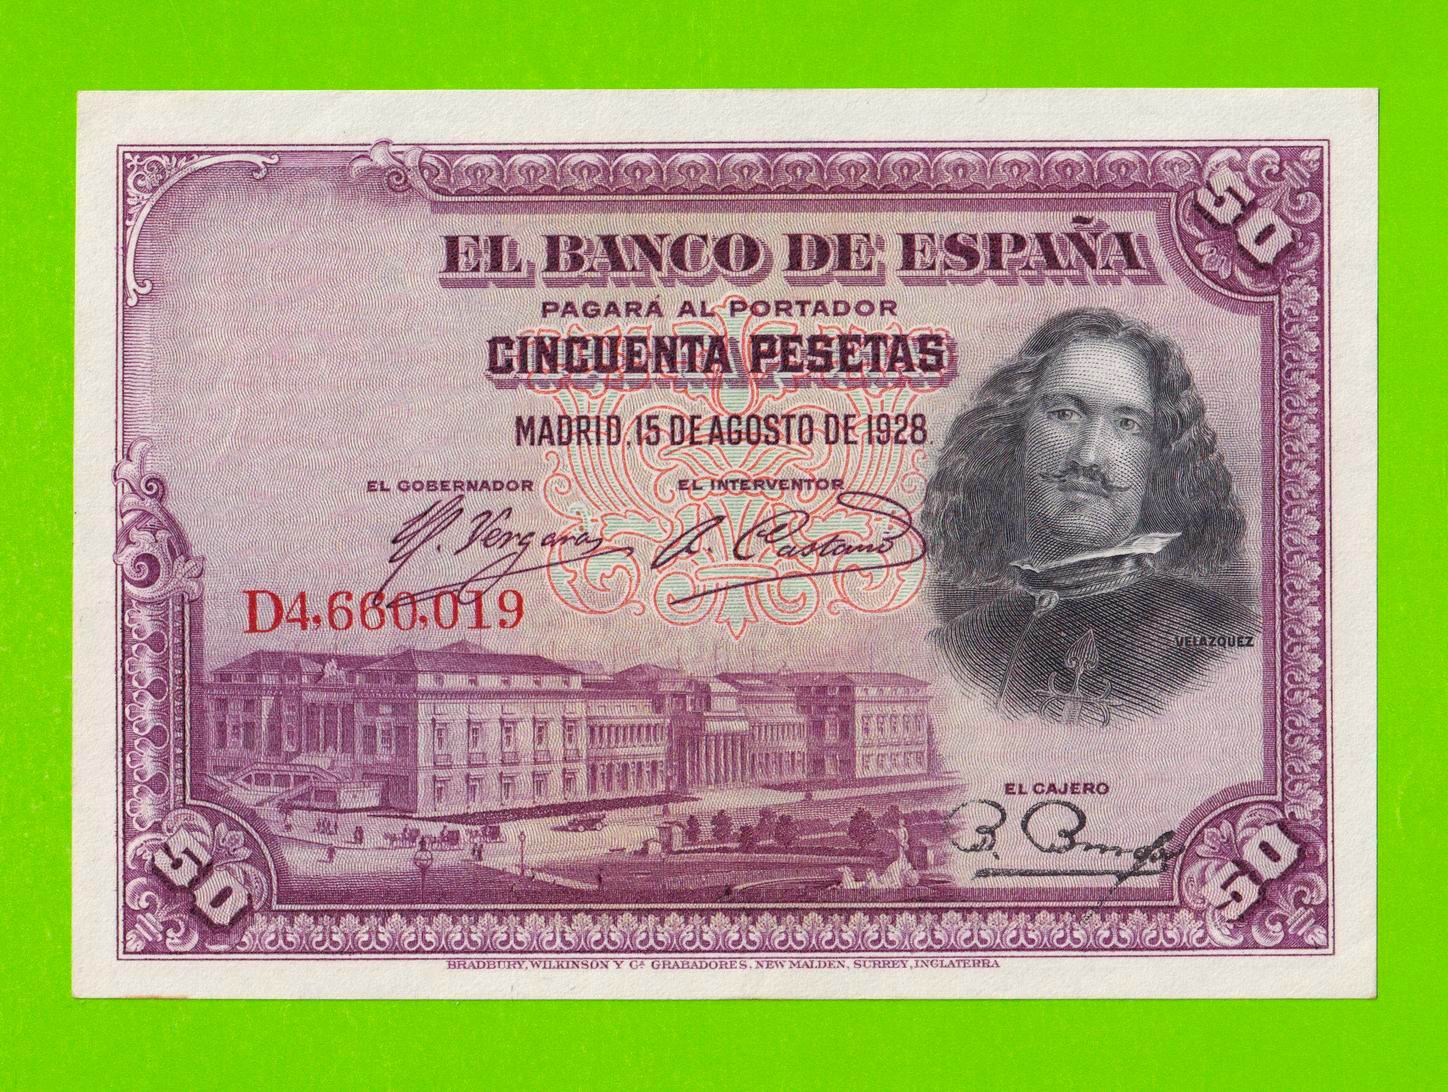 50
EL BANCO DE ESPAÑA
PAGARÁ AL PORTADOR
CINCUENTA PESETAS
MADRID, 15 DE AGOSTO DE 1928
EL GOBERNADOR
EL INTERVENTOR
D4,660,019
VELAZQUEZ
EL CAJERO
50
50
BRADBURY, WILKINSON Y Cª GRABADORES, NEW MALDEN, SURREY, INGLATERRA